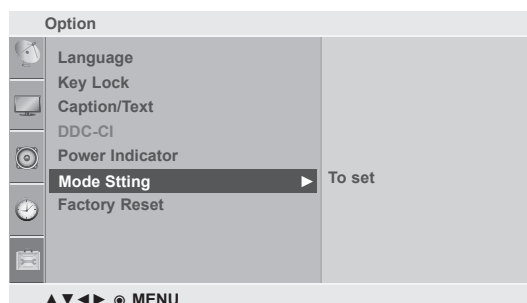 Option
Language
Key Lock
Caption/Text
DDC-CI
Power Indicator
Mode Stting ► To set
Factory Reset
▲▼◄► ◉ MENU